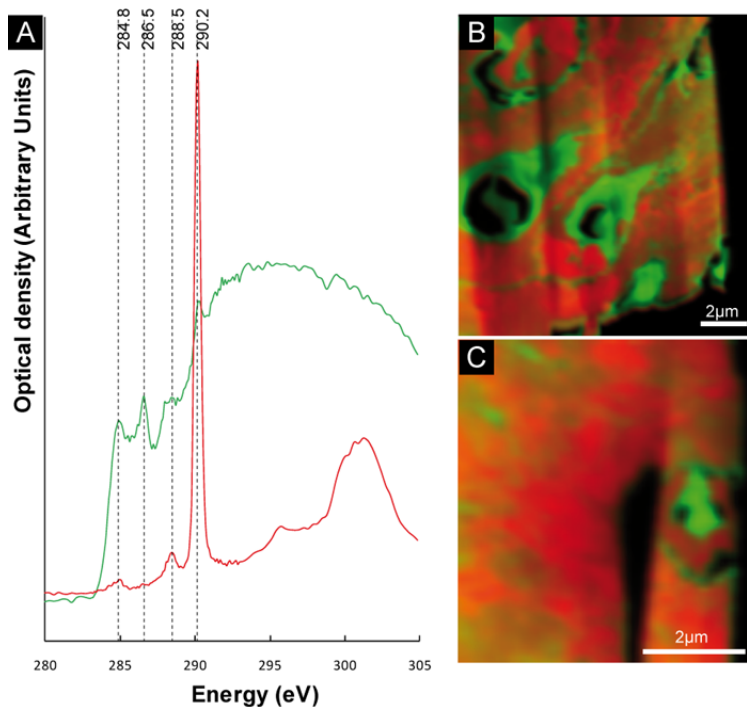 A
284.8
286.5
288.5
290.2
Optical density (Arbitrary Units)
280
285
290
295
300
305
Energy (eV)
B
2μm
C
2μm